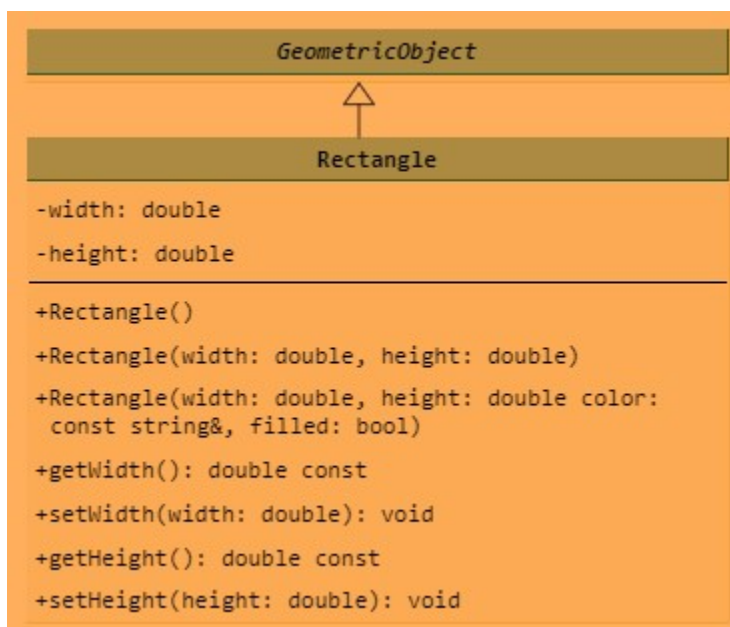 GeometricObject
Rectangle
-width: double
-height: double
+Rectangle()
+Rectangle(width: double, height: double)
+Rectangle(width: double, height: double color:
const string&, filled: bool)
+getWidth(): double const
+setWidth(width: double): void
+getHeight(): double const
+setHeight(height: double): void